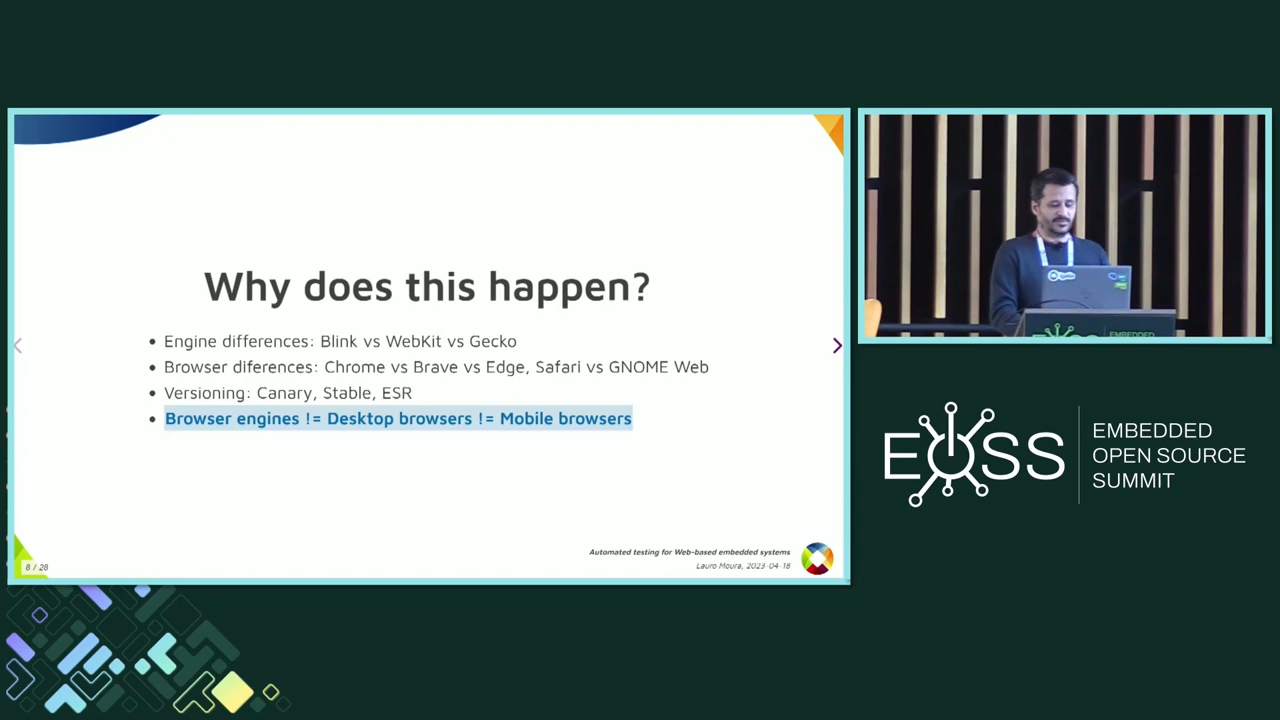 Why does this happen?
Engine differences: Blink vs WebKit vs Gecko
Browser diferences: Chrome vs Brave vs Edge, Safari vs GNOME Web
Versioning: Canary, Stable, ESR
Browser engines != Desktop browsers != Mobile browsers
Automated testing for Web-based embedded systems
Lauro Moura, 2023-04-18
8 / 28
EOSS
EMBEDDED
OPEN SOURCE
SUMMIT
EMBEDDED